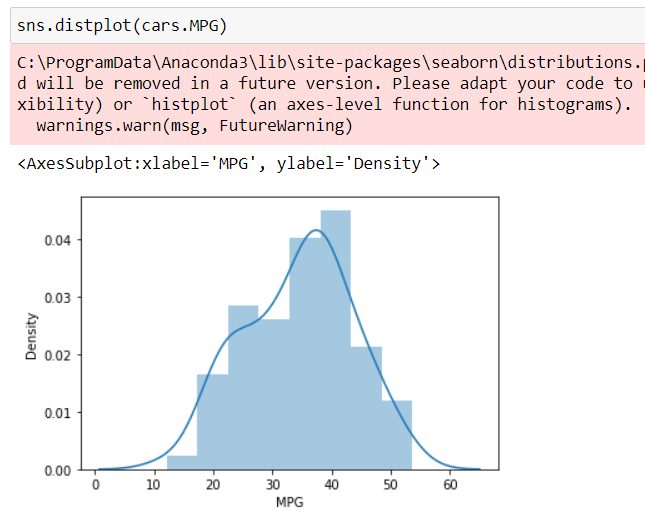 sns.distplot(cars.MPG)
C:\ProgramData\Anaconda3\lib\site-packages\seaborn\distributions.
d will be removed in a future version. Please adapt your code to
xibility) or `histplot` (an axes-level function for histograms).
warnings.warn(msg, FutureWarning)
<AxesSubplot:xlabel='MPG', ylabel='Density'>
0.04
0.03
0.02
0.01
0.00
Density
0 10 20 30 40 50 60
MPG